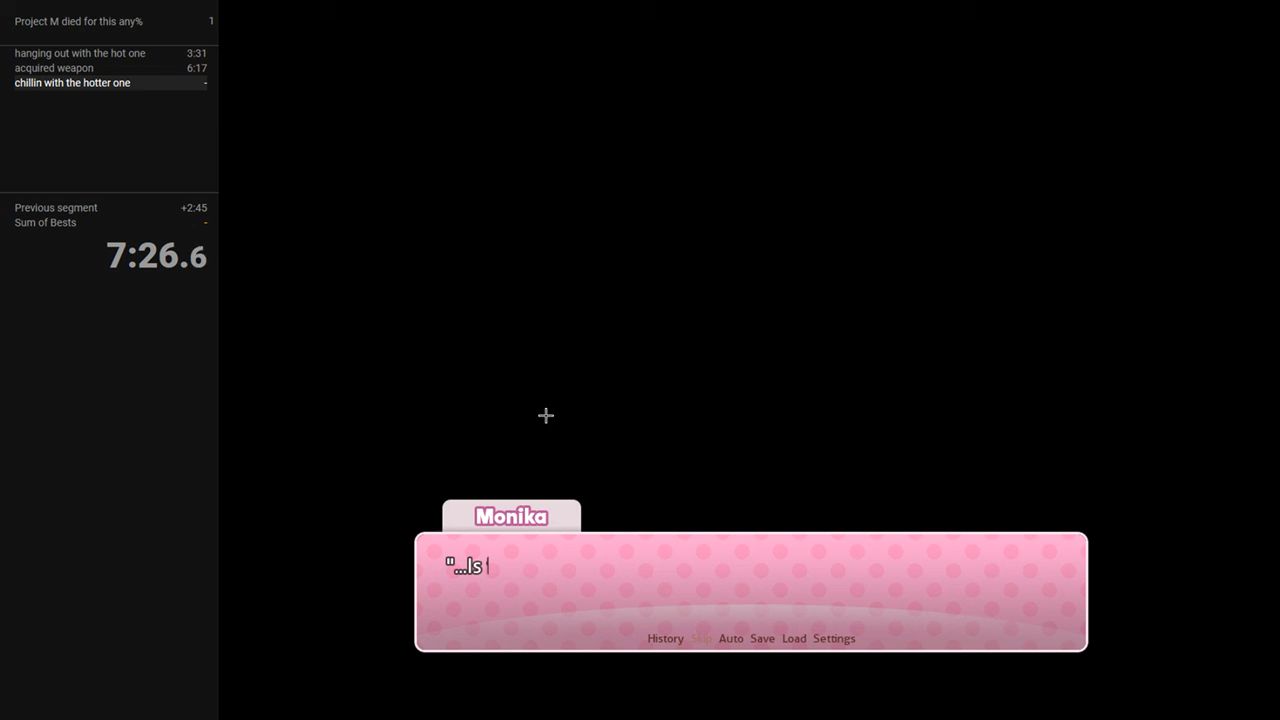 Project M died for this any% 1
hanging out with the hot one 3:31
acquired weapon 6:17
chillin with the hotter one -
Previous segment +2:45
Sum of Bests -
7:26.6
Monika
"...Is
History Skip Auto Save Load Settings